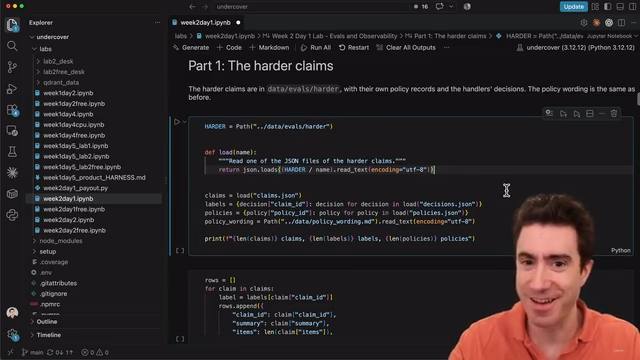 undercover
16
Update
Explorer
undercover
labs
lab2_desk
lab2free_desk
qdrant_data
week1day2.ipynb
week1day2free.ipynb
week1day3.ipynb
week1day4.ipynb
week1day4cpu.ipynb
week1day4free.ipynb
week1day5.ipynb
week1day5_lab2.ipynb
week1day5_lab2free.ipynb
week1day5_product_HARNESS.md
week2day1_payout.py
week2day1.ipynb
week2day1free.ipynb
week2day2.ipynb
week2day2free.ipynb
node_modules
setup
.coverage
.env
.gitattributes
.gitignore
.npmrc
Outline
Timeline
main
week2day1.ipynb
labs > week2day1.ipynb > Week 2 Day 1 Lab - Evals and Observability > Part 1: The harder claims > HARDER = Path("../data/evals/harder")
Jupyter Notebook
Generate + Code + Markdown Run All Restart Clear All Outputs ...
undercover (3.12.12) (Python 3.12.12)
Part 1: The harder claims
The harder claims are in data/evals/harder, with their own policy records and the handlers' decisions. The policy wording is the same as
before.
HARDER = Path("../data/evals/harder")
def load(name):
"""Read one of the JSON files of the harder claims."""
return json.loads((HARDER / name).read_text(encoding="utf-8"))
claims = load("claims.json")
labels = {decision["claim_id"]: decision for decision in load("decisions.json")}
policies = {policy["policy_id"]: policy for policy in load("policies.json")}
policy_wording = Path("../data/policy_wording.md").read_text(encoding="utf-8")
print(f"{len(claims)} claims, {len(labels)} labels, {len(policies)} policies")
Python
rows = []
for claim in claims:
label = labels[claim["claim_id"]]
rows.append({
"claim_id": claim["claim_id"],
"summary": claim["summary"],
"items": len(claim["items"]),